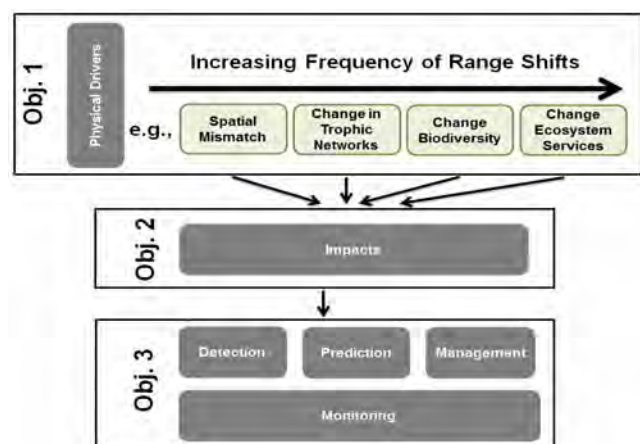 Obj. 1
Physical Drivers
Increasing Frequency of Range Shifts
e.g.,
Spatial
Mismatch
Change in
Trophic
Networks
Change
Biodiversity
Change
Ecosystem
Services
Obj. 2
Impacts
Obj. 3
Detection
Prediction
Management
Monitoring